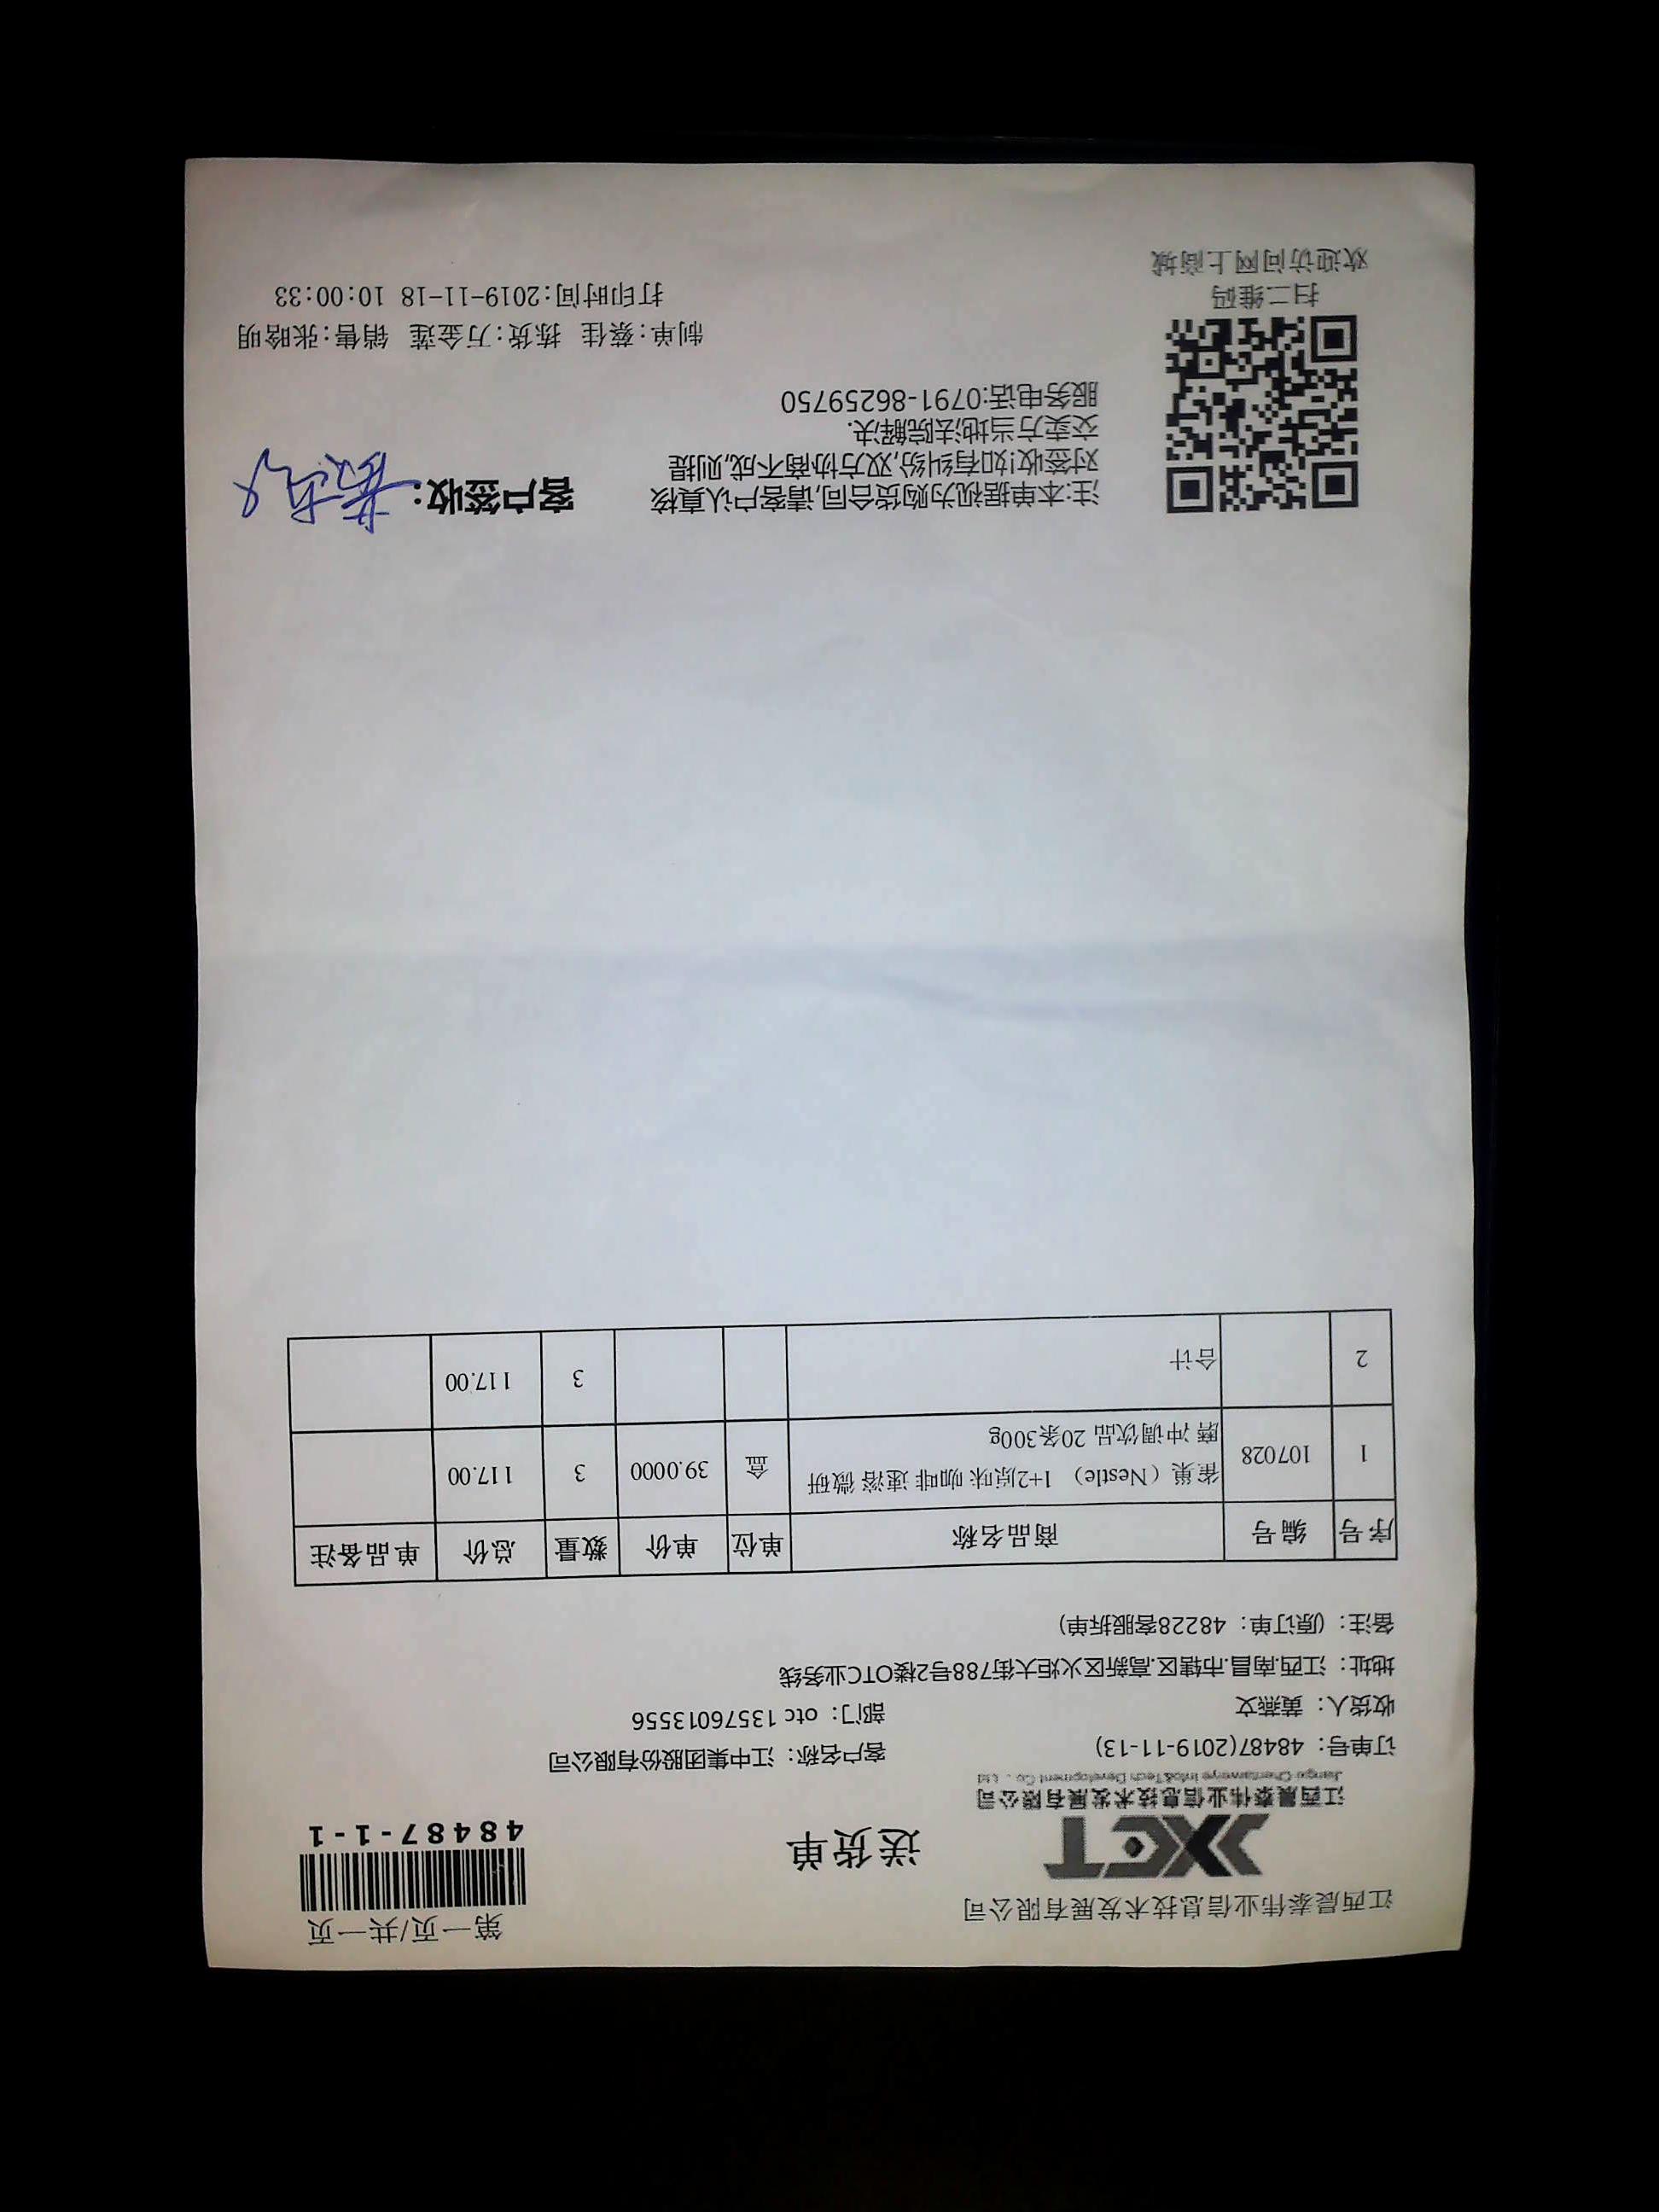 江西晨泰伟业信息技术发展有限公司
第一页/共一页
XCT
江西晨泰伟业信息技术发展有限公司
送货单
48487-1-1
订单号: 48487(2019-11-13)
客户名称: 江中集团股份有限公司
收货人: 黄燕文
部门: otc 13576013556
地址: 江西.南昌.市辖区.高新区火炬大街788号2楼OTC业务线
备注: (原订单: 48228客服拆单)
序号 编号 商品名称 单位 单价 数量 总价 单品备注
1 107028 雀巢 (Nestle) 1+2原味 咖啡 速溶 微研 盒 39.0000 3 117.00
磨 冲调饮品 20条300g
2 合计 3 117.00
注:本单据视为购货合同,请客户认真核
对签收!如有纠纷,双方协商不成,则提
交卖方当地法院解决.
服务电话:0791-86259750
客户签收:
制单:蔡佳 拣货:万金莲 销售:张晗明
打印时间:2019-11-18 10:00:33
扫二维码
欢迎访问网上商城